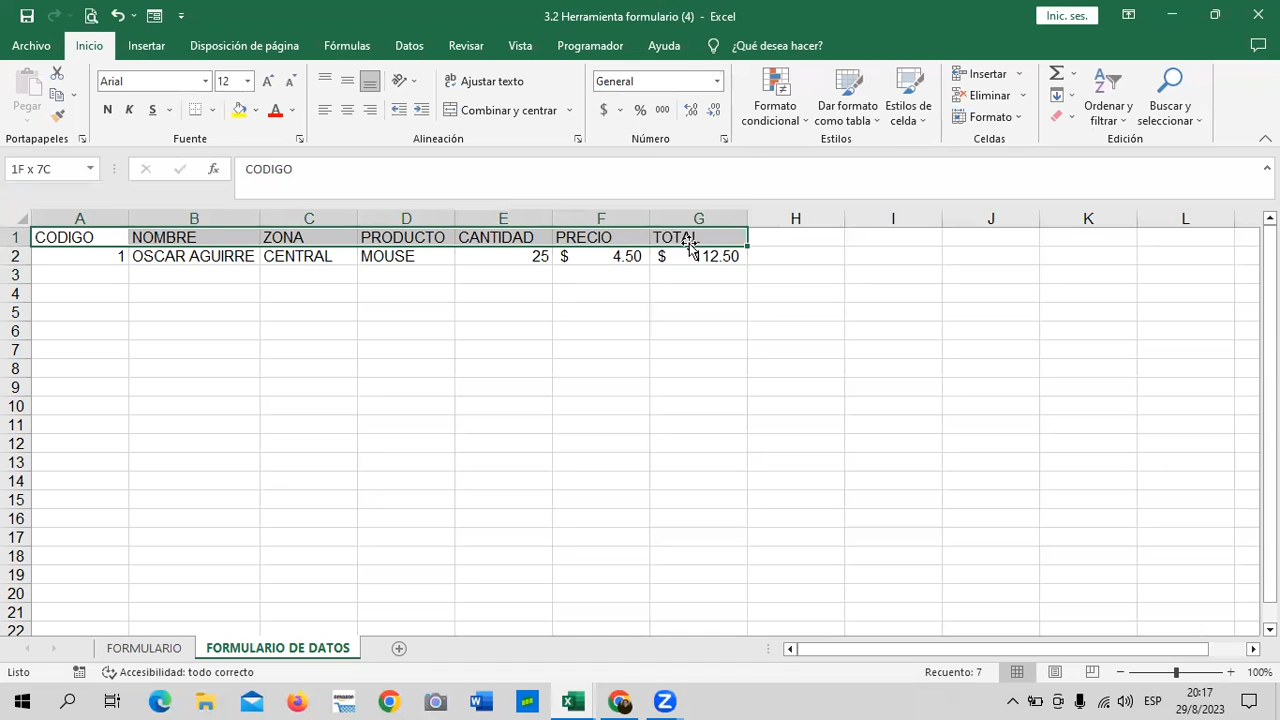 3.2 Herramienta formulario (4) - Excel
Inic. ses.
Archivo Inicio Insertar Disposición de página Fórmulas Datos Revisar Vista Programador Ayuda ¿Qué desea hacer?
Pegar
Portapapeles
Arial 12
N K S
Fuente
Ajustar texto
Combinar y centrar
Alineación
General
$ % 000
Número
Formato condicional
Dar formato como tabla
Estilos de celda
Estilos
Insertar
Eliminar
Formato
Celdas
Ordenar y filtrar
Buscar y seleccionar
Edición
1F x 7C
fx
CODIGO
A B C D E F G H I J K L
1 CODIGO NOMBRE ZONA PRODUCTO CANTIDAD PRECIO TOTAL
2 1 OSCAR AGUIRRE CENTRAL MOUSE 25 $ 4.50 $ 112.50
3
4
5
6
7
8
9
10
11
12
13
14
15
16
17
18
19
20
21
22
FORMULARIO FORMULARIO DE DATOS
Listo Accesibilidad: todo correcto Recuento: 7 100%
ESP
20:17
29/8/2023